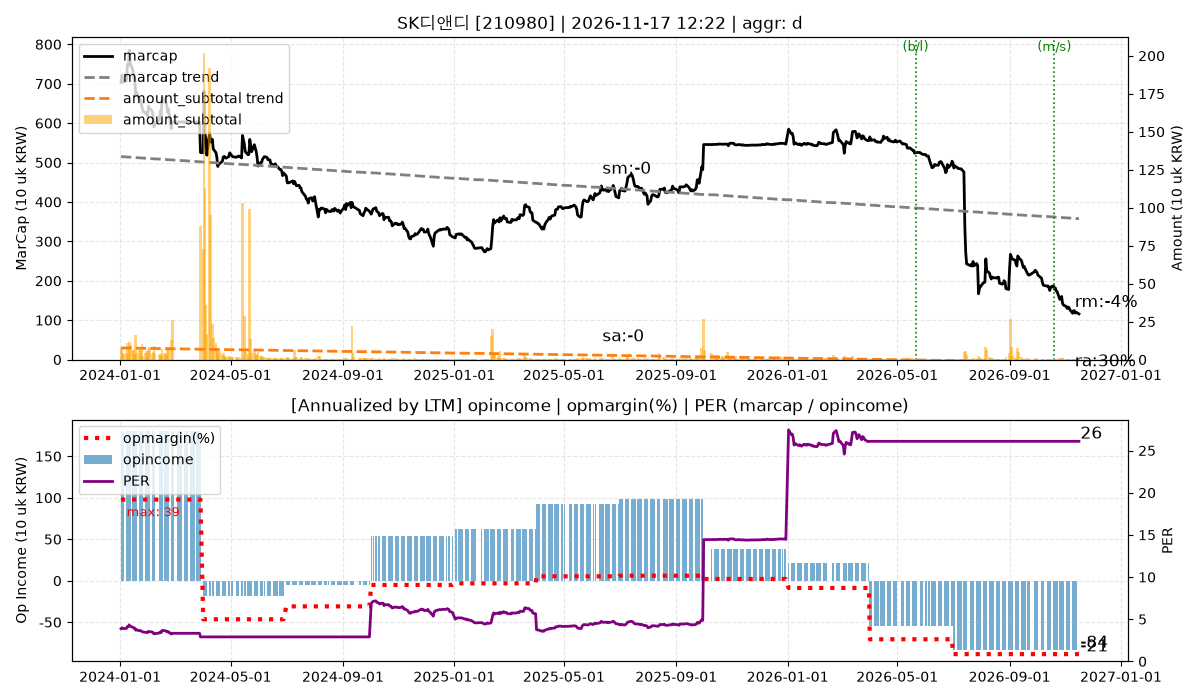 SK디앤디 [210980] | 2026-11-17 12:22 | aggr: d
(b/l)
(m/s)
marcap
marcap trend
amount_subtotal trend
amount_subtotal
800
700
600
500
400
300
200
100
0
MarCap (10 uk KRW)
200
175
150
125
100
75
50
25
0
Amount (10 uk KRW)
sm:-0
sa:-0
rm:-4%
ra:30%
2024-01-01
2024-05-01
2024-09-01
2025-01-01
2025-05-01
2025-09-01
2026-01-01
2026-05-01
2026-09-01
2027-01-01
[Annualized by LTM] opincome | opmargin(%) | PER (marcap / opincome)
opmargin(%)
opincome
PER
max: 39
150
100
50
0
-50
Op Income (10 uk KRW)
25
20
15
10
5
0
PER
26
-84
-21
2024-01-01
2024-05-01
2024-09-01
2025-01-01
2025-05-01
2025-09-01
2026-01-01
2026-05-01
2026-09-01
2027-01-01